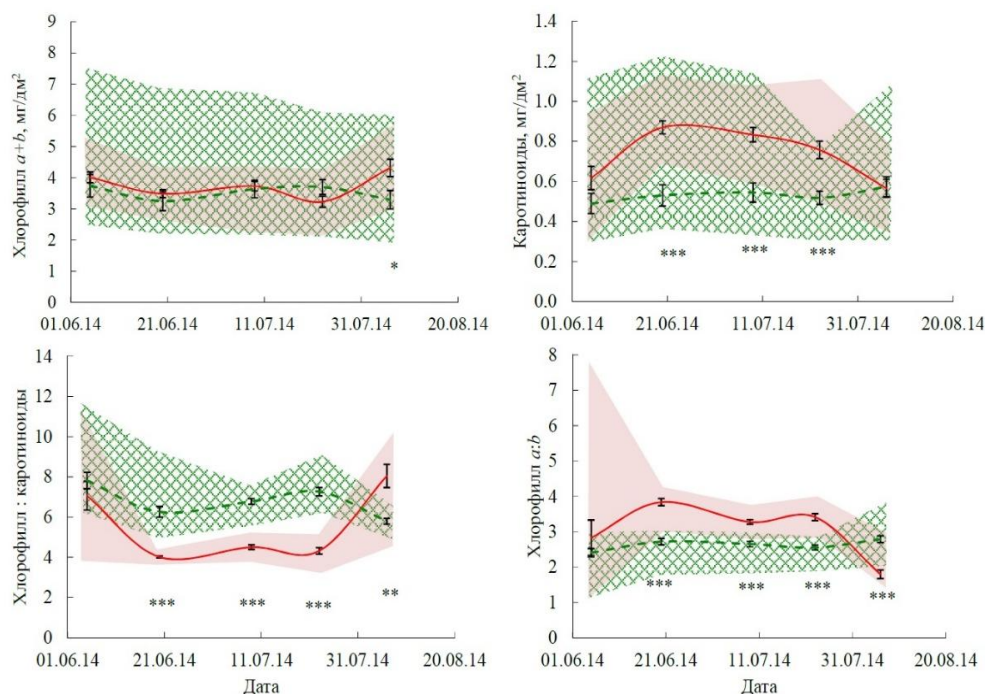 Хлорофилл a+b, мг/дм²
9
8
7
6
5
4
3
2
1
0
*
01.06.14 21.06.14 11.07.14 31.07.14 20.08.14
Каротиноиды, мг/дм²
1.4
1.2
1.0
0.8
0.6
0.4
0.2
0.0
*** *** ***
01.06.14 21.06.14 11.07.14 31.07.14 20.08.14
Хлорофилл : каротиноиды
14
12
10
8
6
4
2
0
*** *** *** **
01.06.14 21.06.14 11.07.14 31.07.14 20.08.14
Дата
Хлорофилл a:b
8
7
6
5
4
3
2
1
0
*** *** *** ***
01.06.14 21.06.14 11.07.14 31.07.14 20.08.14
Дата